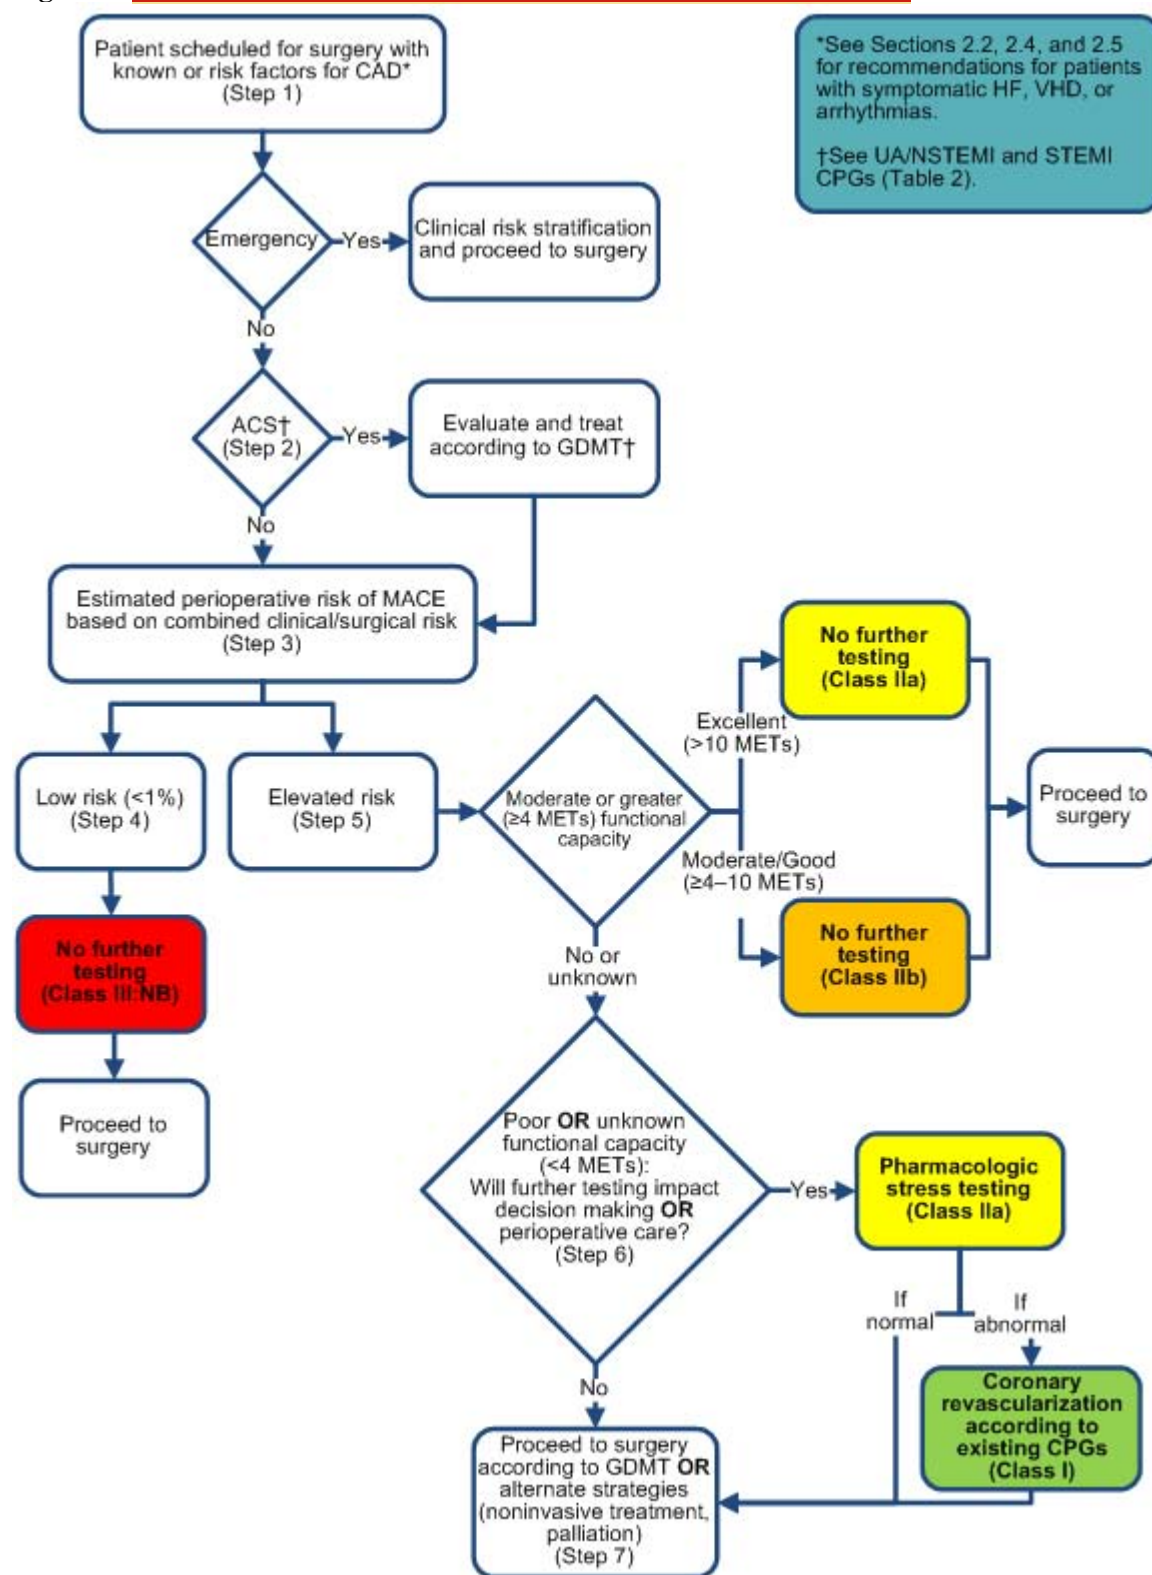 Patient scheduled for surgery with
known or risk factors for CAD*
(Step 1)
*See Sections 2.2, 2.4, and 2.5
for recommendations for patients
with symptomatic HF, VHD, or
arrhythmias.
†See UA/NSTEMI and STEMI
CPGs (Table 2).
Emergency
Yes
Clinical risk stratification
and proceed to surgery
No
ACS†
(Step 2)
Yes
Evaluate and treat
according to GDMT†
No
Estimated perioperative risk of MACE
based on combined clinical/surgical risk
(Step 3)
Low risk (<1%)
(Step 4)
Elevated risk
(Step 5)
Moderate or greater
(≥4 METs) functional
capacity
Excellent
(>10 METs)
No further
testing
(Class IIa)
Moderate/Good
(≥4–10 METs)
No further
testing
(Class IIb)
Proceed to
surgery
No further
testing
(Class III:NB)
Proceed to
surgery
No or
unknown
Poor OR unknown
functional capacity
(<4 METs):
Will further testing impact
decision making OR
perioperative care?
(Step 6)
Yes
Pharmacologic
stress testing
(Class IIa)
If
normal
If
abnormal
Coronary
revascularization
according to
existing CPGs
(Class I)
No
Proceed to surgery
according to GDMT OR
alternate strategies
(noninvasive treatment,
palliation)
(Step 7)